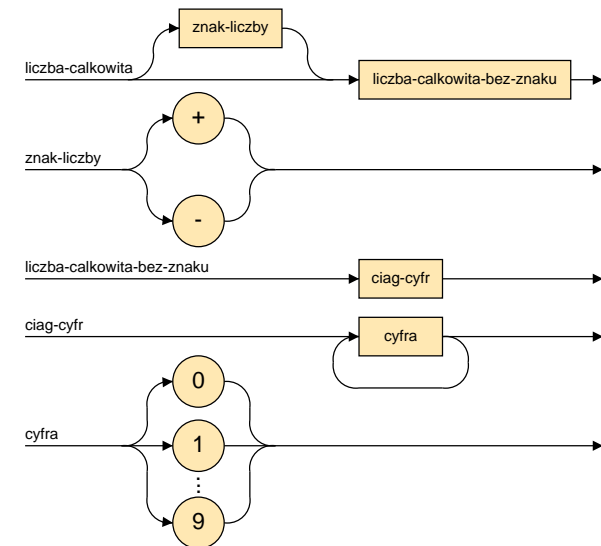 znak-liczby
liczba-calkowita
liczba-calkowita-bez-znaku
+
znak-liczby
-
liczba-calkowita-bez-znaku
ciag-cyfr
ciag-cyfr
cyfra
0
cyfra
1
⋮
9